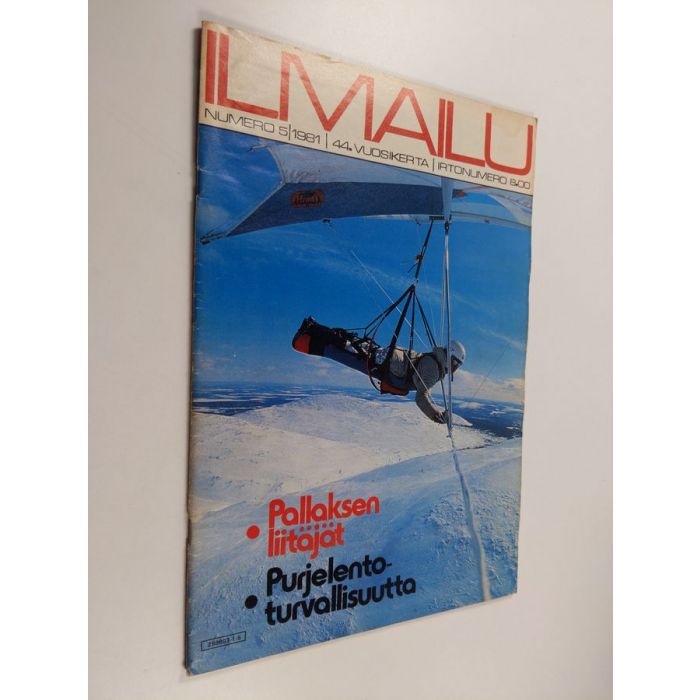 ILMAILU
NUMERO 5|1981 | 44. VUOSIKERTA | IRTONUMERO 8.00
• Pallaksen
liitäjät
• Purjelento-
turvallisuutta